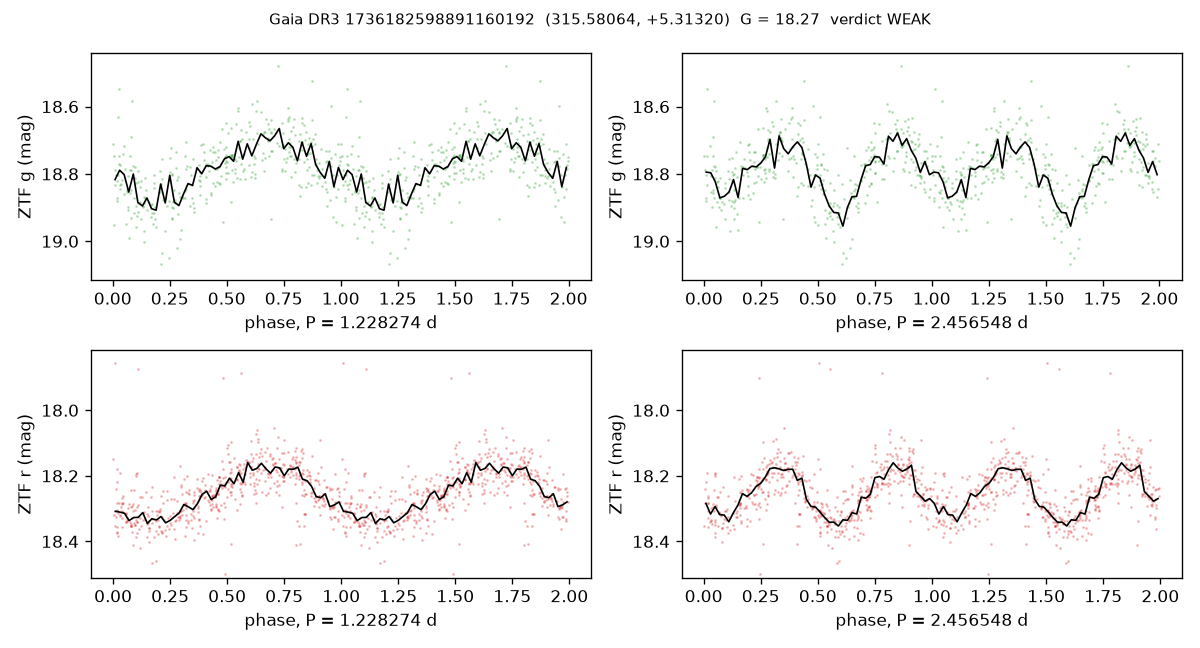 Gaia DR3 1736182598891160192 (315.58064, +5.31320) G = 18.27 verdict WEAK
ZTF g (mag)
18.6
18.8
19.0
0.00 0.25 0.50 0.75 1.00 1.25 1.50 1.75 2.00
phase, P = 1.228274 d
ZTF g (mag)
18.6
18.8
19.0
0.00 0.25 0.50 0.75 1.00 1.25 1.50 1.75 2.00
phase, P = 2.456548 d
ZTF r (mag)
18.0
18.2
18.4
0.00 0.25 0.50 0.75 1.00 1.25 1.50 1.75 2.00
phase, P = 1.228274 d
ZTF r (mag)
18.0
18.2
18.4
0.00 0.25 0.50 0.75 1.00 1.25 1.50 1.75 2.00
phase, P = 2.456548 d